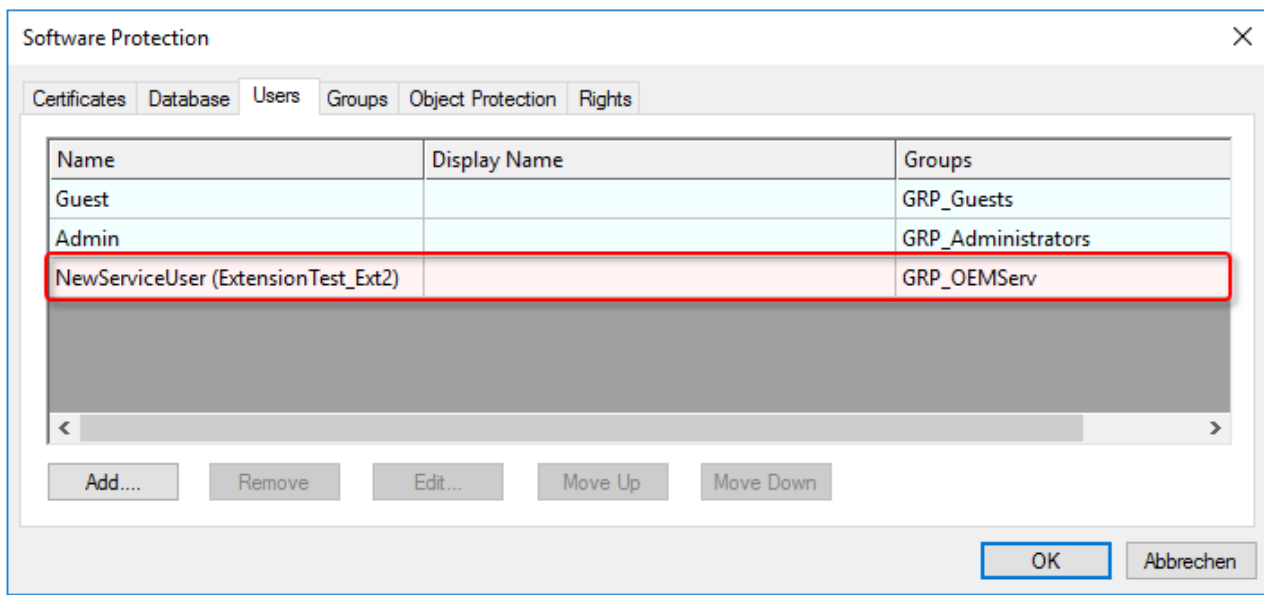 Software Protection
Certificates Database Users Groups Object Protection Rights
Name Display Name Groups
Guest GRP_Guests
Admin GRP_Administrators
NewServiceUser (ExtensionTest_Ext2) GRP_OEMServ
Add.... Remove Edit... Move Up Move Down
OK Abbrechen